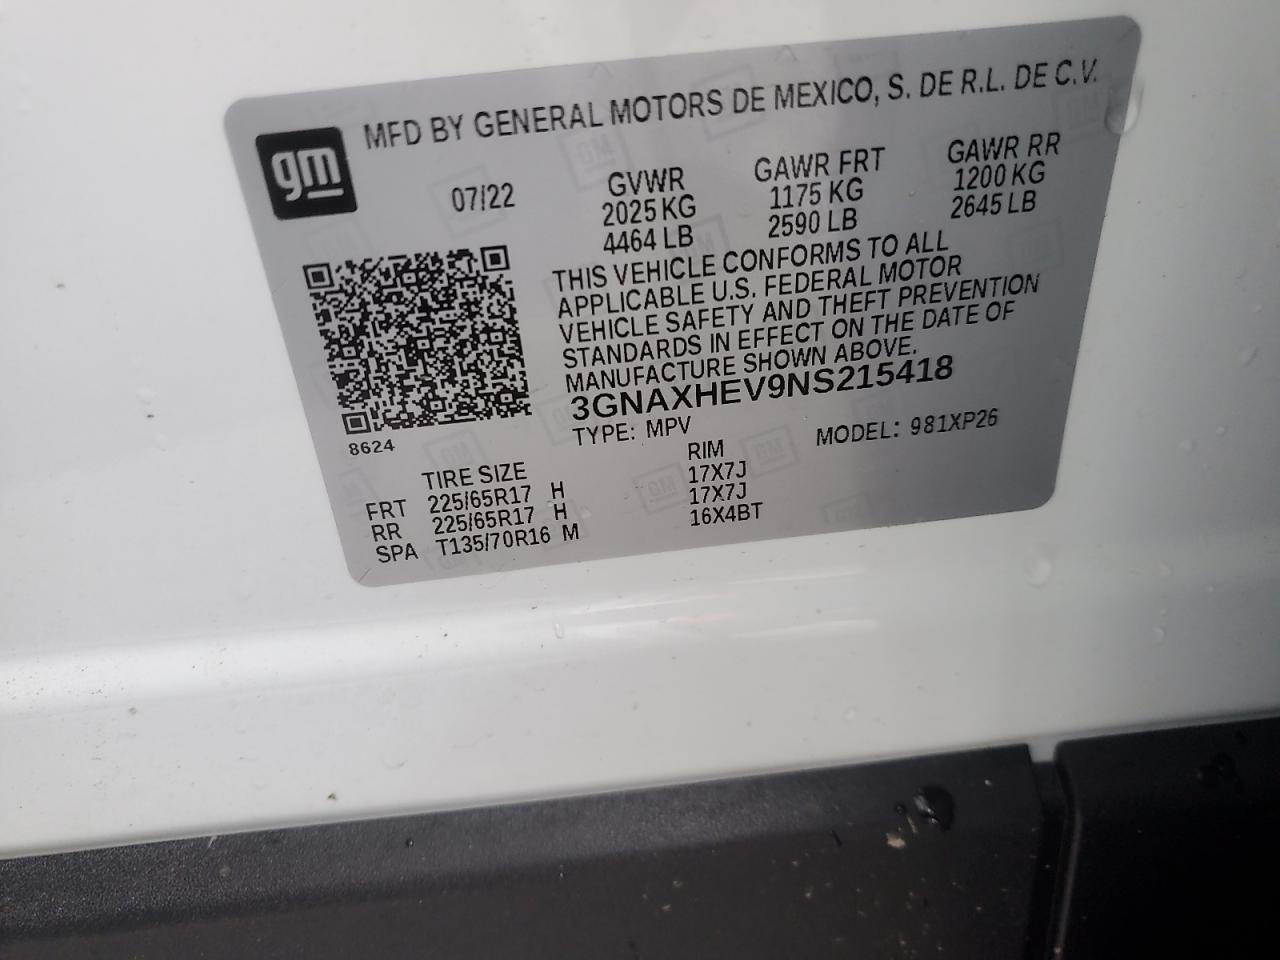 MFD BY GENERAL MOTORS DE MEXICO, S. DE R.L. DE C.V.
gm
07/22
GVWR GAWR FRT GAWR RR
2025 KG 1175 KG 1200 KG
4464 LB 2590 LB 2645 LB
THIS VEHICLE CONFORMS TO ALL
APPLICABLE U.S. FEDERAL MOTOR
VEHICLE SAFETY AND THEFT PREVENTION
STANDARDS IN EFFECT ON THE DATE OF
MANUFACTURE SHOWN ABOVE.
3GNAXHEV9NS215418
TYPE: MPV MODEL: 981XP26
8624
TIRE SIZE RIM
FRT 225/65R17 H 17X7J
RR 225/65R17 H 17X7J
SPA T135/70R16 M 16X4BT